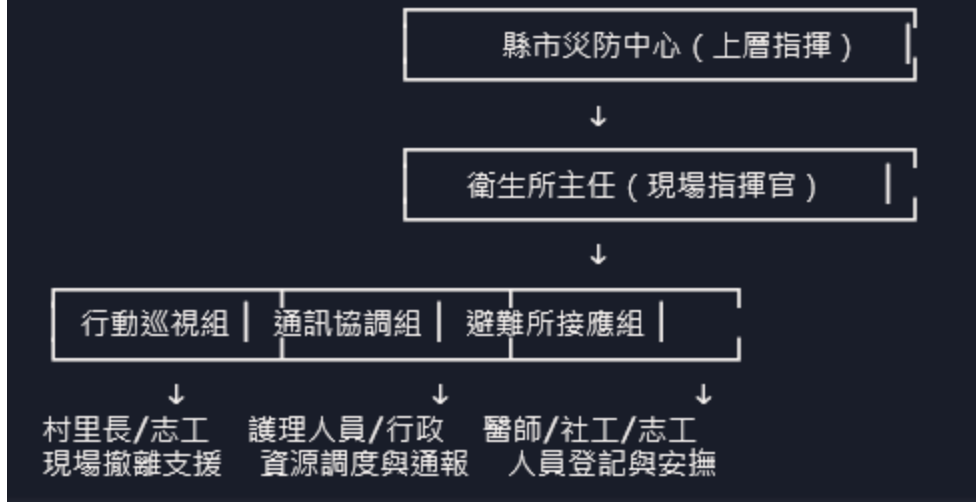 縣市災防中心（上層指揮）
↓
衛生所主任（現場指揮官）
↓
行動巡視組 通訊協調組 避難所接應組
↓ ↓ ↓
村里長/志工 護理人員/行政 醫師/社工/志工
現場撤離支援 資源調度與通報 人員登記與安撫